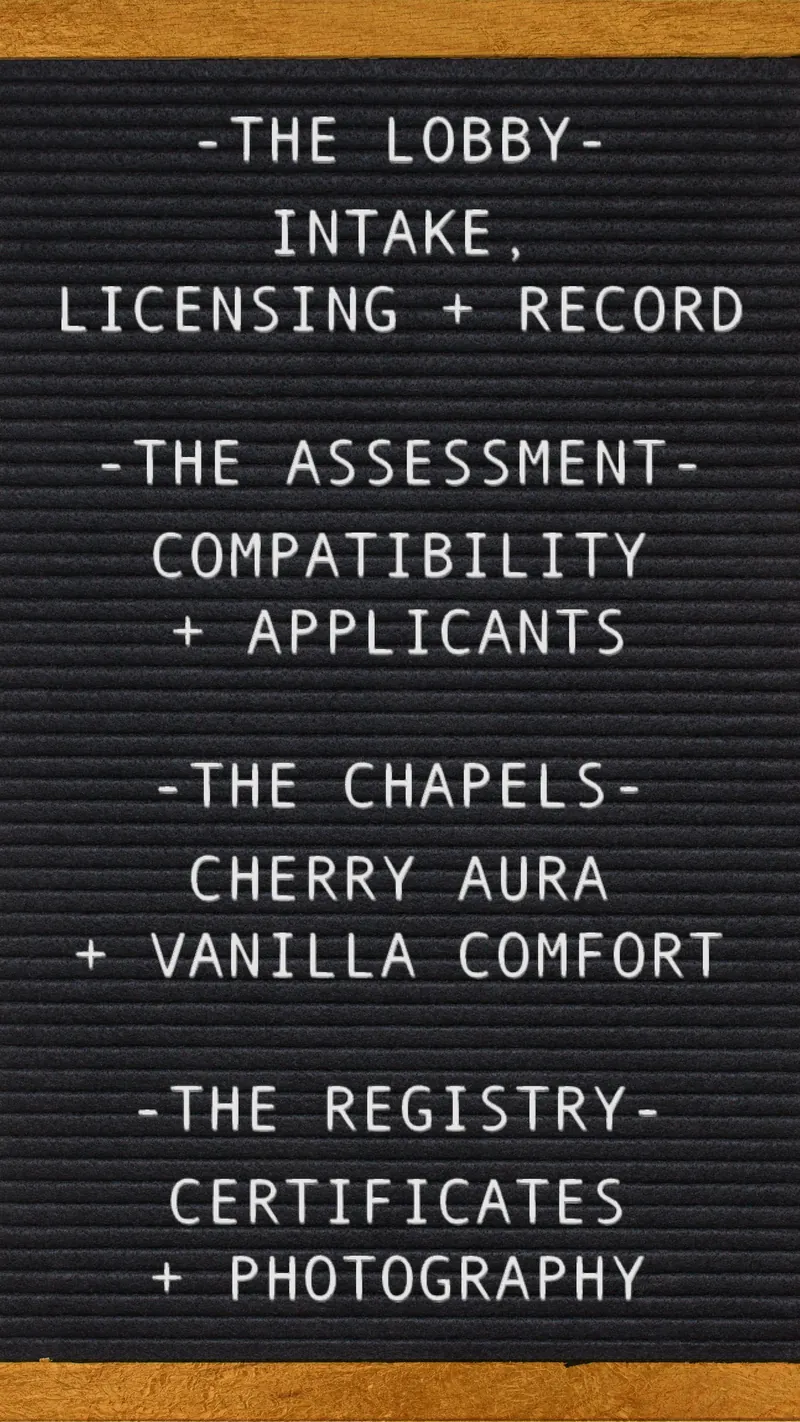 -THE LOBBY-
INTAKE,
LICENSING + RECORD
-THE ASSESSMENT-
COMPATIBILITY
+ APPLICANTS
-THE CHAPELS-
CHERRY AURA
+ VANILLA COMFORT
-THE REGISTRY-
CERTIFICATES
+ PHOTOGRAPHY